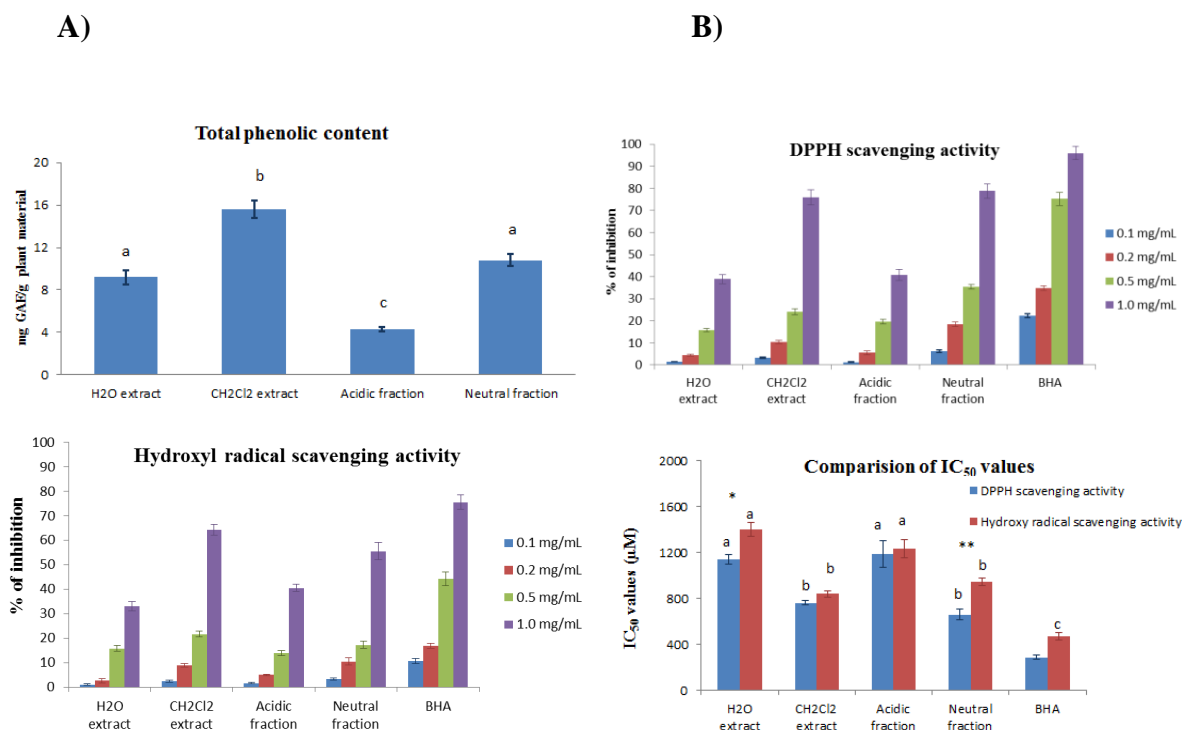 A)
B)
Total phenolic content
mg GAE/g plant material
20
16
12
8
4
0
a
b
c
a
H2O extract
CH2Cl2 extract
Acidic fraction
Neutral fraction
DPPH scavenging activity
% of inhibition
100
90
80
70
60
50
40
30
20
10
0
H2O extract
CH2Cl2 extract
Acidic fraction
Neutral fraction
BHA
0.1 mg/mL
0.2 mg/mL
0.5 mg/mL
1.0 mg/mL
Hydroxyl radical scavenging activity
% of inhibition
100
90
80
70
60
50
40
30
20
10
0
H2O extract
CH2Cl2 extract
Acidic fraction
Neutral fraction
BHA
0.1 mg/mL
0.2 mg/mL
0.5 mg/mL
1.0 mg/mL
Comparision of IC₅₀ values
IC₅₀ values (µM)
2000
1600
1200
800
400
0
DPPH scavenging activity
Hydroxy radical scavenging activity
*
a
a
b
b
a
a
**
b
b
c
H2O extract
CH2Cl2 extract
Acidic fraction
Neutral fraction
BHA